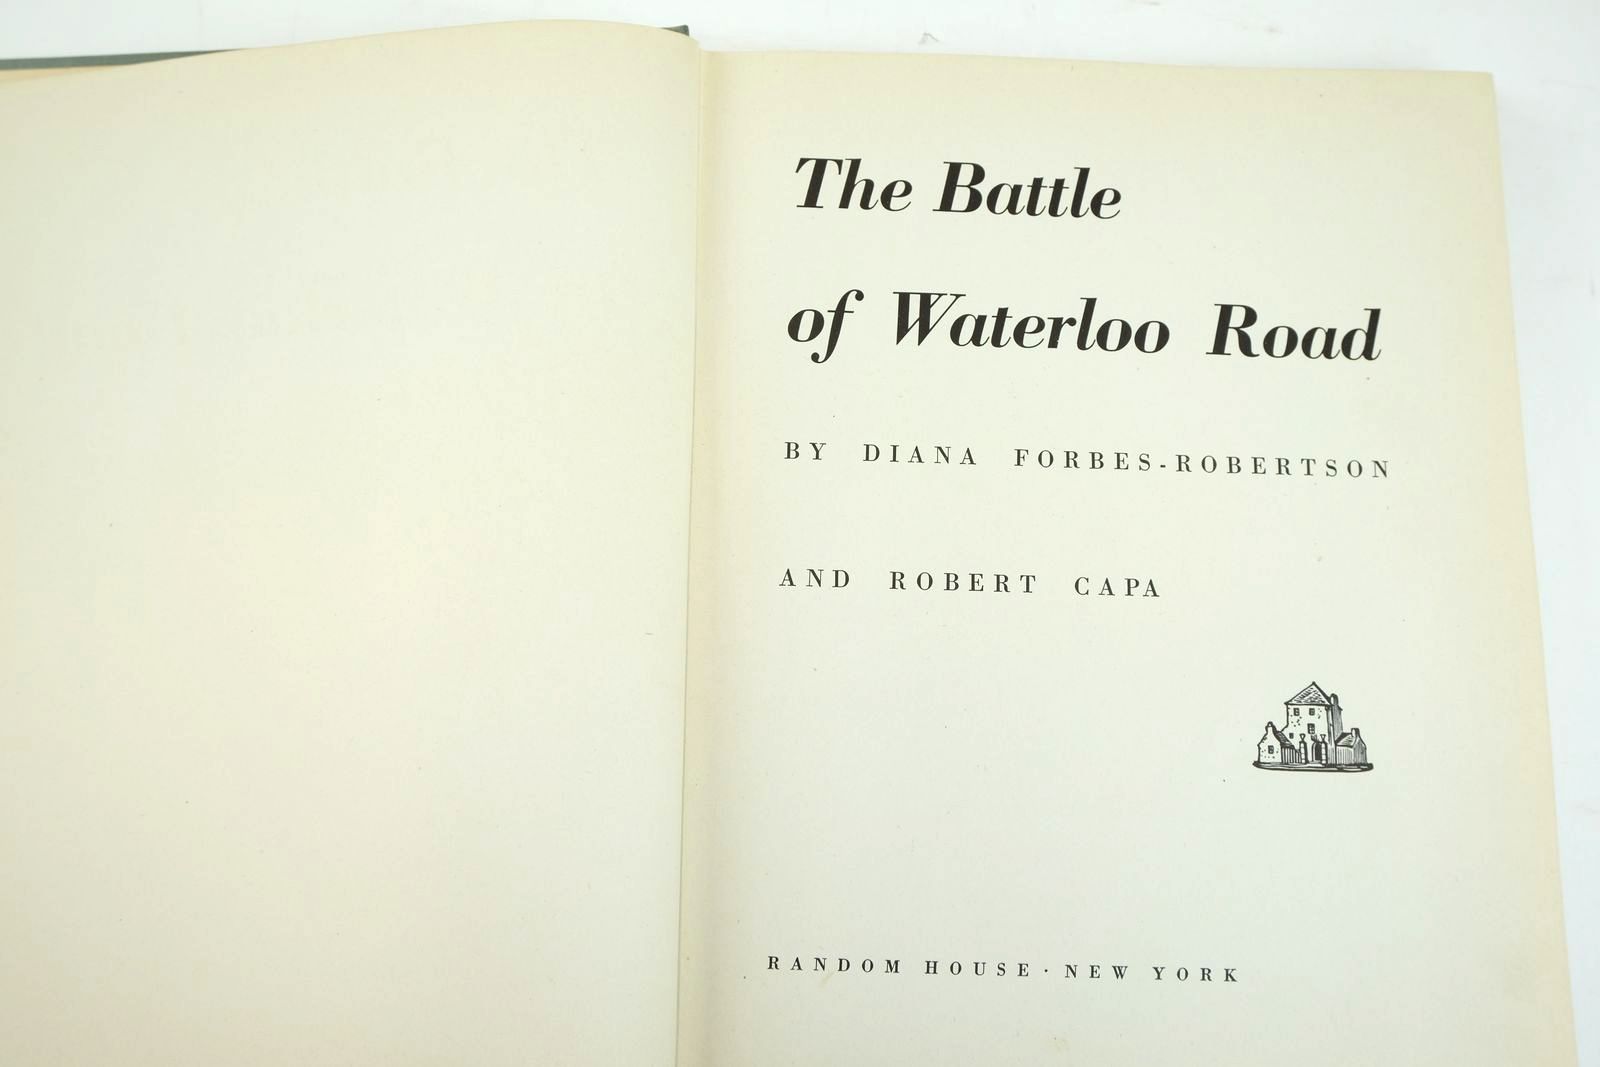 The Battle
of Waterloo Road
BY DIANA FORBES-ROBERTSON
AND ROBERT CAPA
RANDOM HOUSE · NEW YORK